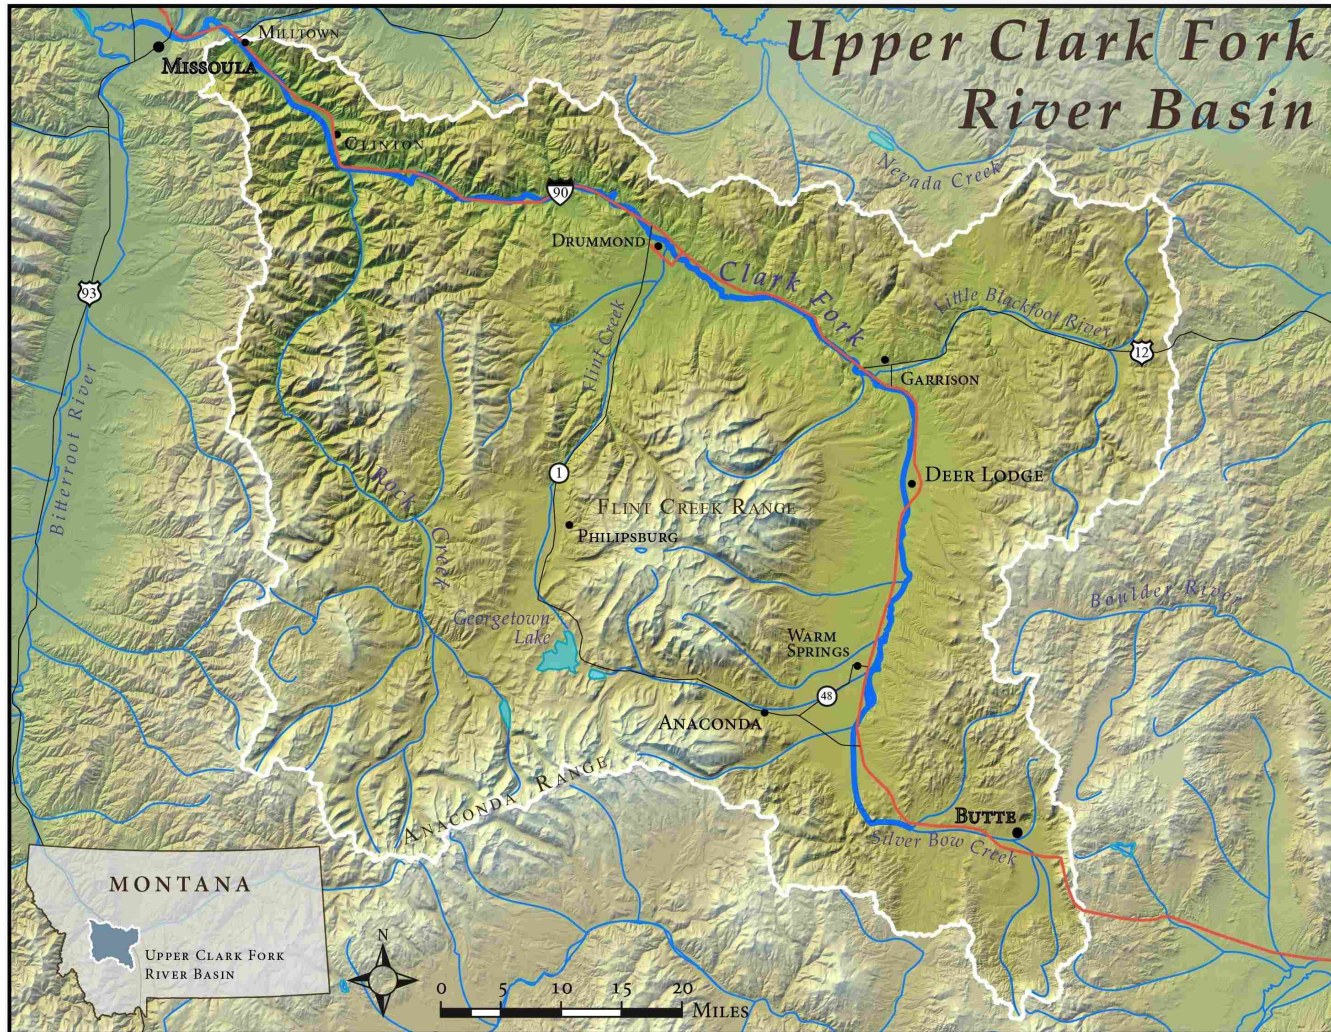 Upper Clark Fork
River Basin
Milltown
Missoula
Clinton
Nevada Creek
90
Drummond
Clark Fork
93
Flint Creek
Little Blackfoot River
12
Garrison
Bitterroot River
1
Rock
Creek
Deer Lodge
Flint Creek Range
Philipsburg
Boulder River
Georgetown
Lake
Warm
Springs
48
Anaconda
Anaconda Range
Butte
Silver Bow Creek
MONTANA
Upper Clark Fork
River Basin
N
0 5 10 15 20
Miles